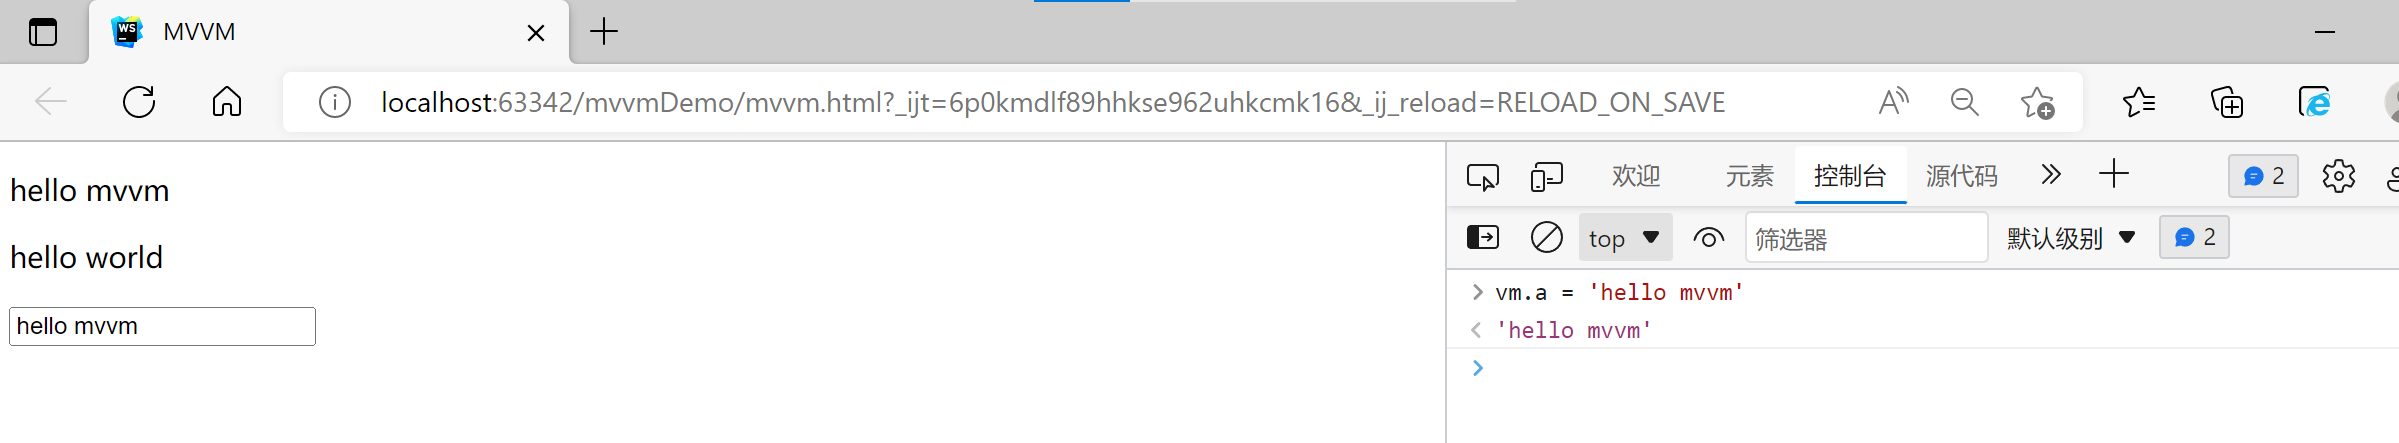 WS
MVVM
localhost:63342/mvvmDemo/mvvm.html?_ijt=6p0kmdlf89hhkse962uhkcmk16&_ij_reload=RELOAD_ON_SAVE
hello mvvm
hello world
hello mvvm
欢迎 元素 控制台 源代码 2
top 筛选器 默认级别 2
vm.a = 'hello mvvm'
'hello mvvm'